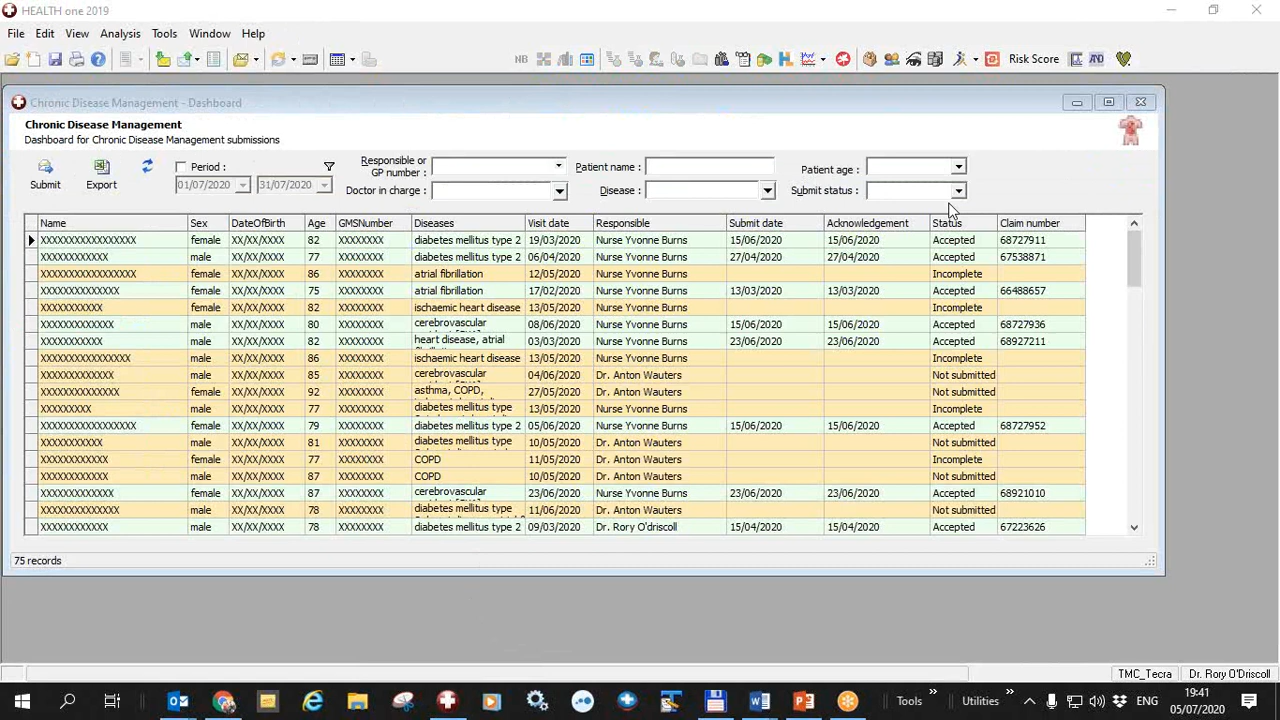 HEALTH one 2019
File Edit View Analysis Tools Window Help
NB Risk Score AND
Chronic Disease Management - Dashboard
Chronic Disease Management
Dashboard for Chronic Disease Management submissions
Submit Export Period : 01/07/2020 31/07/2020
Responsible or GP number : Patient name : Patient age :
Doctor in charge : Disease : Submit status :
Name Sex DateOfBirth Age GMSNumber Diseases Visit date Responsible Submit date Acknowledgement Status Claim number
XXXXXXXXXXXXXXXXX female XX/XX/XXXX 82 XXXXXXXX diabetes mellitus type 2 19/03/2020 Nurse Yvonne Burns 15/06/2020 15/06/2020 Accepted 68727911
XXXXXXXXXXXX male XX/XX/XXXX 77 XXXXXXXX diabetes mellitus type 2 06/04/2020 Nurse Yvonne Burns 27/04/2020 27/04/2020 Accepted 67538871
XXXXXXXXXXXXXXXXX female XX/XX/XXXX 86 XXXXXXXX atrial fibrillation 12/05/2020 Nurse Yvonne Burns Incomplete
XXXXXXXXXXXXXX female XX/XX/XXXX 75 XXXXXXXX atrial fibrillation 17/02/2020 Nurse Yvonne Burns 13/03/2020 13/03/2020 Accepted 66488657
XXXXXXXXXXX female XX/XX/XXXX 82 XXXXXXXX ischaemic heart disease 13/05/2020 Nurse Yvonne Burns Incomplete
XXXXXXXXXXXXX male XX/XX/XXXX 80 XXXXXXXX cerebrovascular 08/06/2020 Nurse Yvonne Burns 15/06/2020 15/06/2020 Accepted 68727936
XXXXXXXXXXX male XX/XX/XXXX 82 XXXXXXXX heart disease, atrial 03/03/2020 Nurse Yvonne Burns 23/06/2020 23/06/2020 Accepted 68927211
XXXXXXXXXXXXXXXX male XX/XX/XXXX 86 XXXXXXXX ischaemic heart disease 13/05/2020 Nurse Yvonne Burns Incomplete
XXXXXXXXXXXXX male XX/XX/XXXX 85 XXXXXXXX cerebrovascular 04/06/2020 Dr. Anton Wauters Not submitted
XXXXXXXXXXXXXX female XX/XX/XXXX 92 XXXXXXXX asthma, COPD, 27/05/2020 Dr. Anton Wauters Not submitted
XXXXXXXXX male XX/XX/XXXX 77 XXXXXXXX diabetes mellitus type 13/05/2020 Nurse Yvonne Burns Incomplete
XXXXXXXXXXXXXXXXX female XX/XX/XXXX 79 XXXXXXXX diabetes mellitus type 2 05/06/2020 Nurse Yvonne Burns 15/06/2020 15/06/2020 Accepted 68727952
XXXXXXXXXXX male XX/XX/XXXX 81 XXXXXXXX diabetes mellitus type 10/05/2020 Dr. Anton Wauters Not submitted
XXXXXXXXXXXX female XX/XX/XXXX 77 XXXXXXXX COPD 11/05/2020 Nurse Yvonne Burns Incomplete
XXXXXXXXXXXX male XX/XX/XXXX 87 XXXXXXXX COPD 10/05/2020 Dr. Anton Wauters Not submitted
XXXXXXXXXXXXX female XX/XX/XXXX 87 XXXXXXXX cerebrovascular 23/06/2020 Nurse Yvonne Burns 23/06/2020 23/06/2020 Accepted 68921010
XXXXXXXXXXXXXX male XX/XX/XXXX 78 XXXXXXXX diabetes mellitus type 11/06/2020 Dr. Anton Wauters Not submitted
XXXXXXXXXXXX male XX/XX/XXXX 78 XXXXXXXX diabetes mellitus type 2 09/03/2020 Dr. Rory O'driscoll 15/04/2020 15/04/2020 Accepted 67223626
75 records
TMC_Tecra Dr. Rory O'Driscoll
Tools Utilities ENG 19:41
05/07/2020